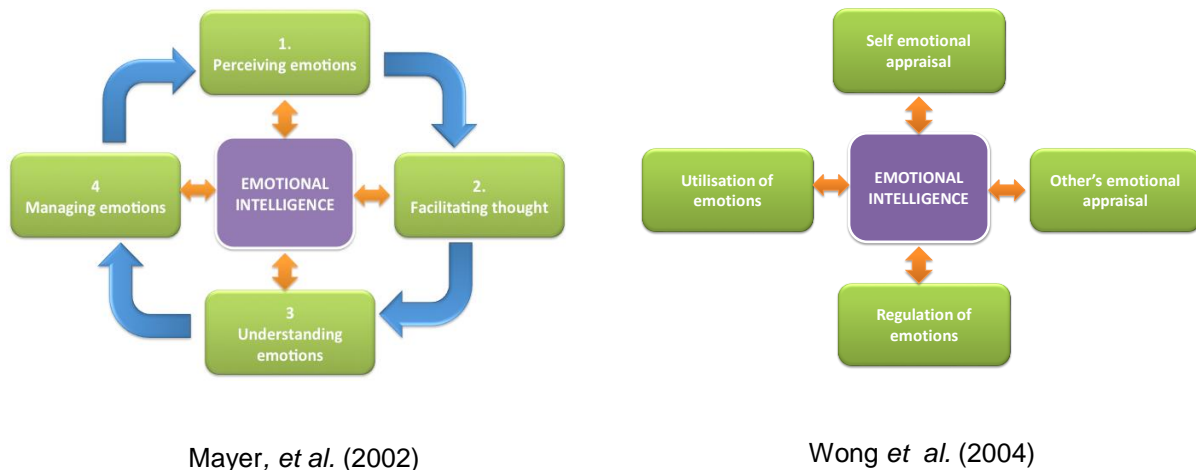 1.
Perceiving emotions
4
Managing emotions
EMOTIONAL
INTELLIGENCE
2.
Facilitating thought
3
Understanding
emotions
Mayer, et al. (2002)
Self emotional
appraisal
Utilisation of
emotions
EMOTIONAL
INTELLIGENCE
Other's emotional
appraisal
Regulation of
emotions
Wong et al. (2004)